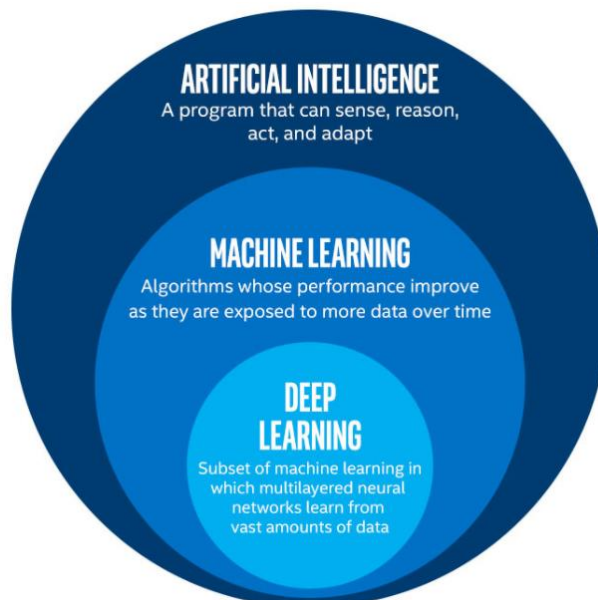 ARTIFICIAL INTELLIGENCE
A program that can sense, reason,
act, and adapt
MACHINE LEARNING
Algorithms whose performance improve
as they are exposed to more data over time
DEEP
LEARNING
Subset of machine learning in
which multilayered neural
networks learn from
vast amounts of data